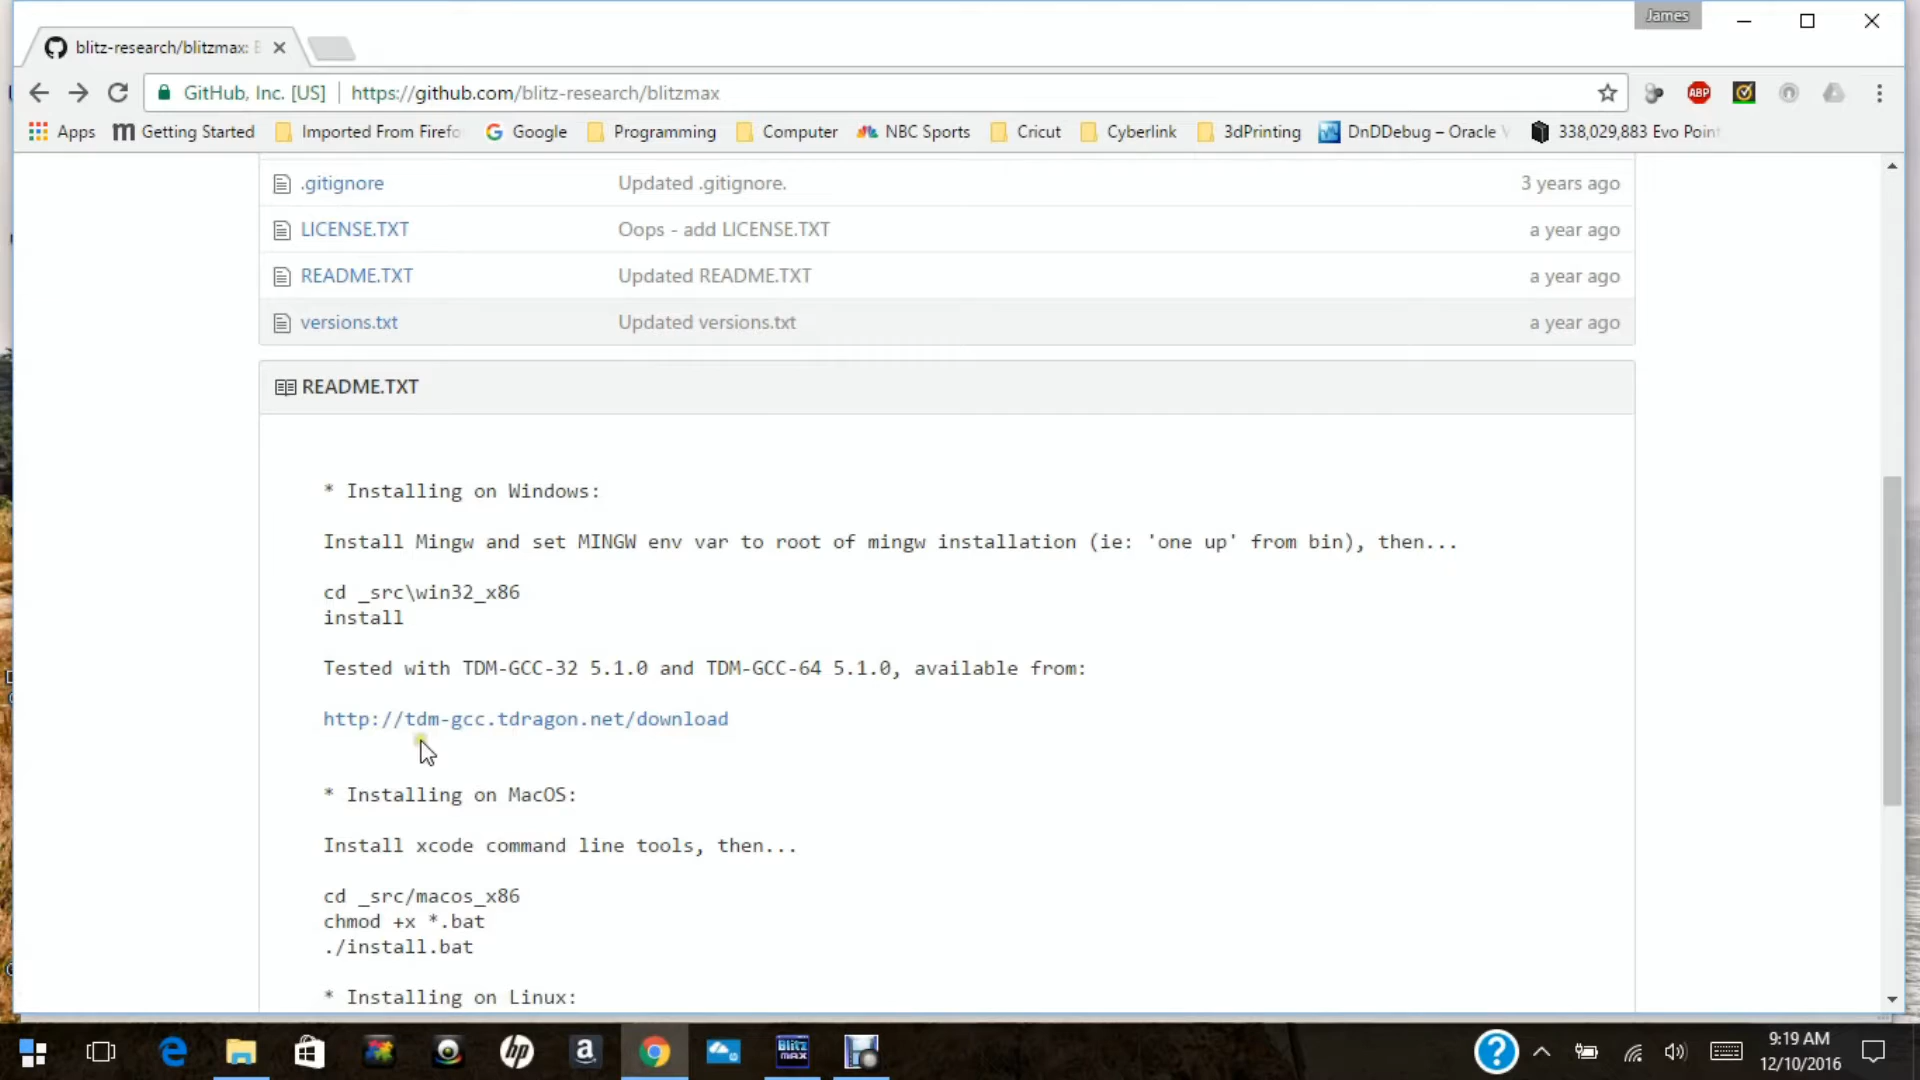 James
blitz-research/blitzmax:
GitHub, Inc. [US] https://github.com/blitz-research/blitzmax
ABP
Apps Getting Started Imported From Firefo Google Programming Computer NBC Sports Cricut Cyberlink 3dPrinting DnDDebug – Oracle 338,029,883 Evo Poin
.gitignore Updated .gitignore. 3 years ago
LICENSE.TXT Oops - add LICENSE.TXT a year ago
README.TXT Updated README.TXT a year ago
versions.txt Updated versions.txt a year ago
README.TXT
* Installing on Windows:
Install Mingw and set MINGW env var to root of mingw installation (ie: 'one up' from bin), then...
cd _src\win32_x86
install
Tested with TDM-GCC-32 5.1.0 and TDM-GCC-64 5.1.0, available from:
http://tdm-gcc.tdragon.net/download
* Installing on MacOS:
Install xcode command line tools, then...
cd _src/macos_x86
chmod +x *.bat
./install.bat
* Installing on Linux:
hp
a
Blitz
MAX
?
9:19 AM
12/10/2016